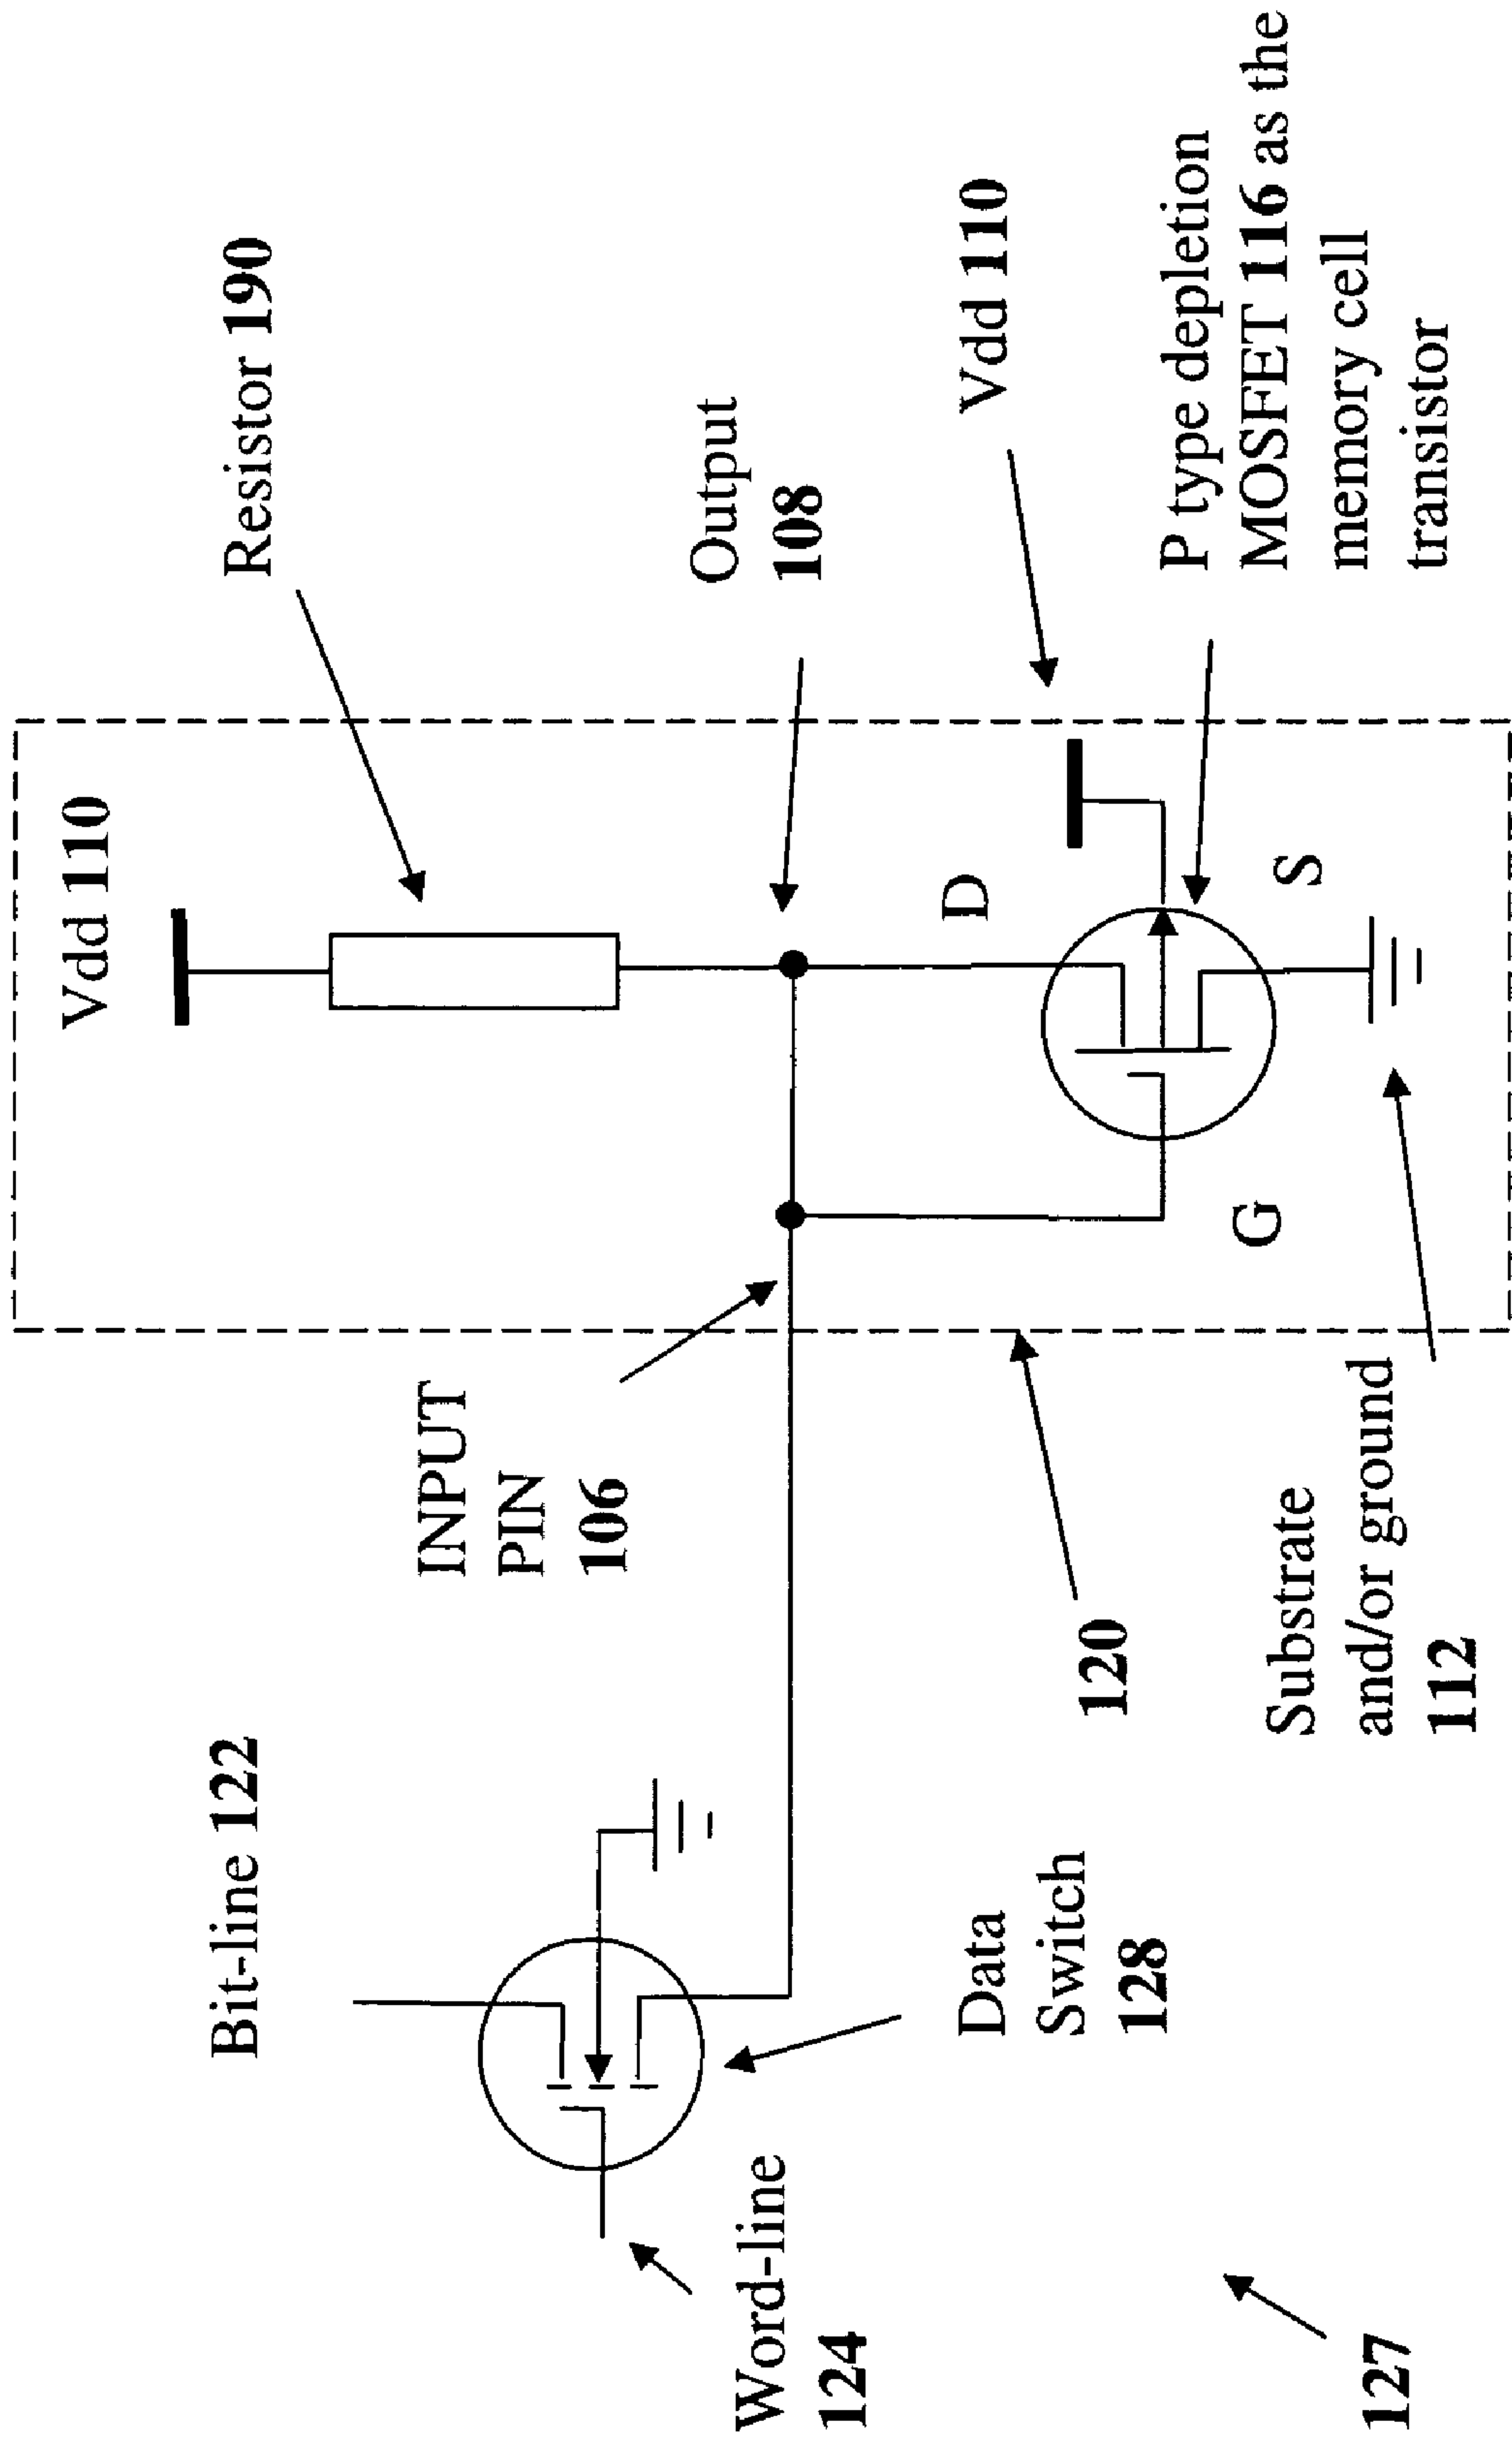 Vdd 110
Resistor 190
Bit-line 122
INPUT
PIN
106
Output
108
Word-line
124
Data
Switch
128
D
Vdd 110
120
G
S
P type depletion
MOSFET 116 as the
memory cell
transistor
Substrate
and/or ground
112
127